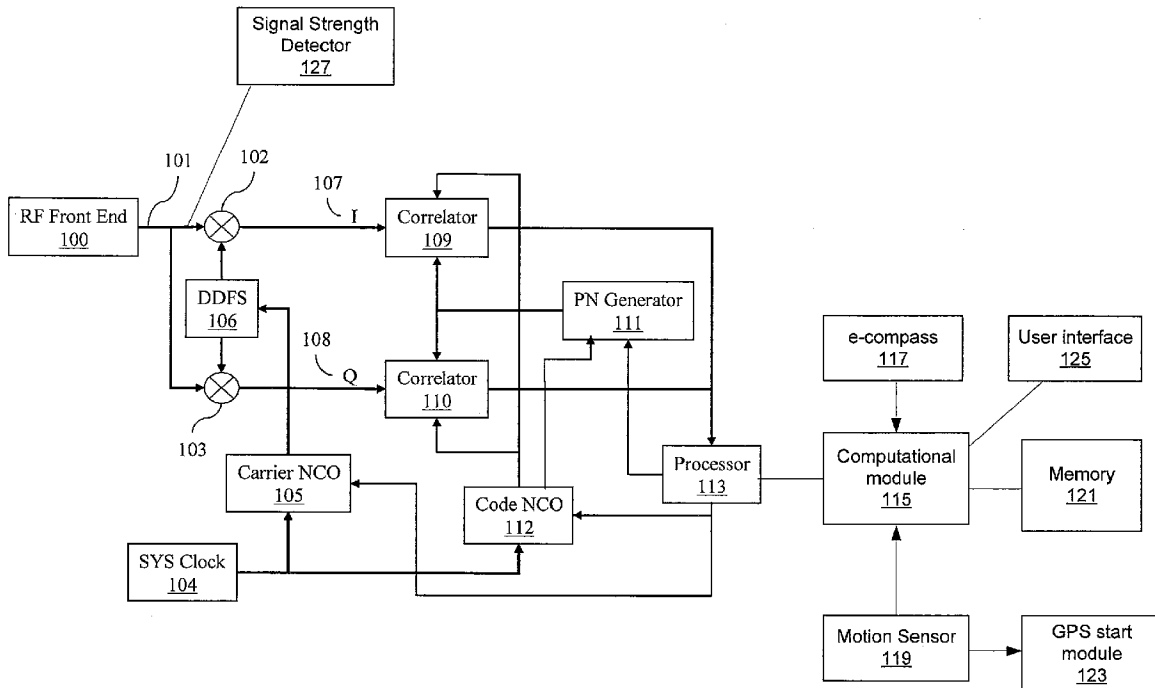 Signal Strength
Detector
127
101
102
107
I
RF Front End
100
Correlator
109
DDFS
106
PN Generator
111
108
Q
Correlator
110
103
e-compass
117
User interface
125
Carrier NCO
105
Code NCO
112
Processor
113
Computational
module
115
Memory
121
SYS Clock
104
Motion Sensor
119
GPS start
module
123